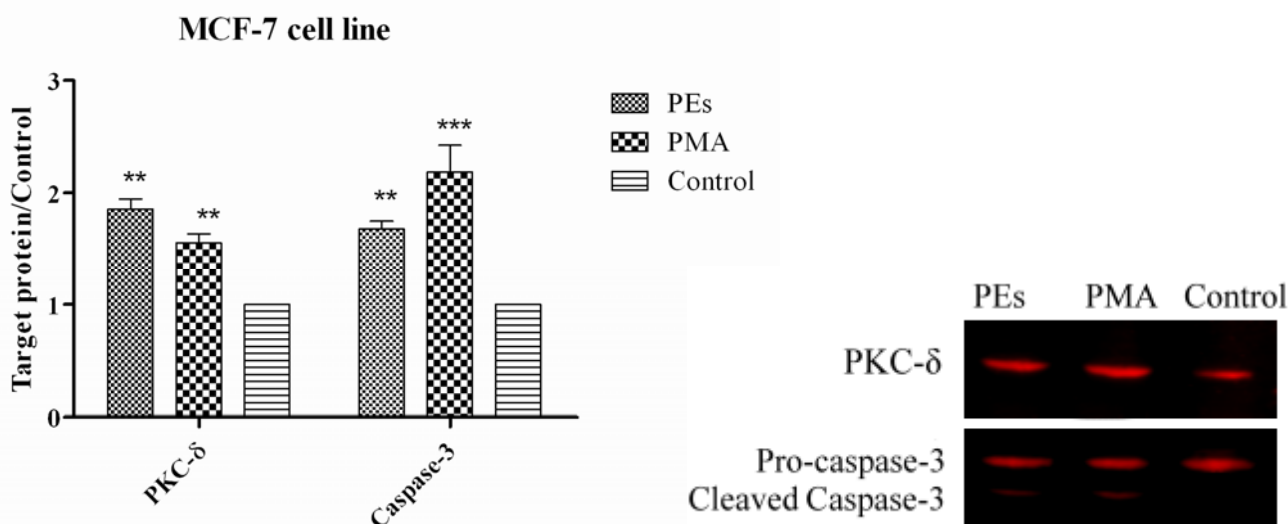 MCF-7 cell line
Target protein/Control
3
2
1
0
**
**
**
***
PKC-δ
Caspase-3
PEs
PMA
Control
PEs PMA Control
PKC-δ
Pro-caspase-3
Cleaved Caspase-3